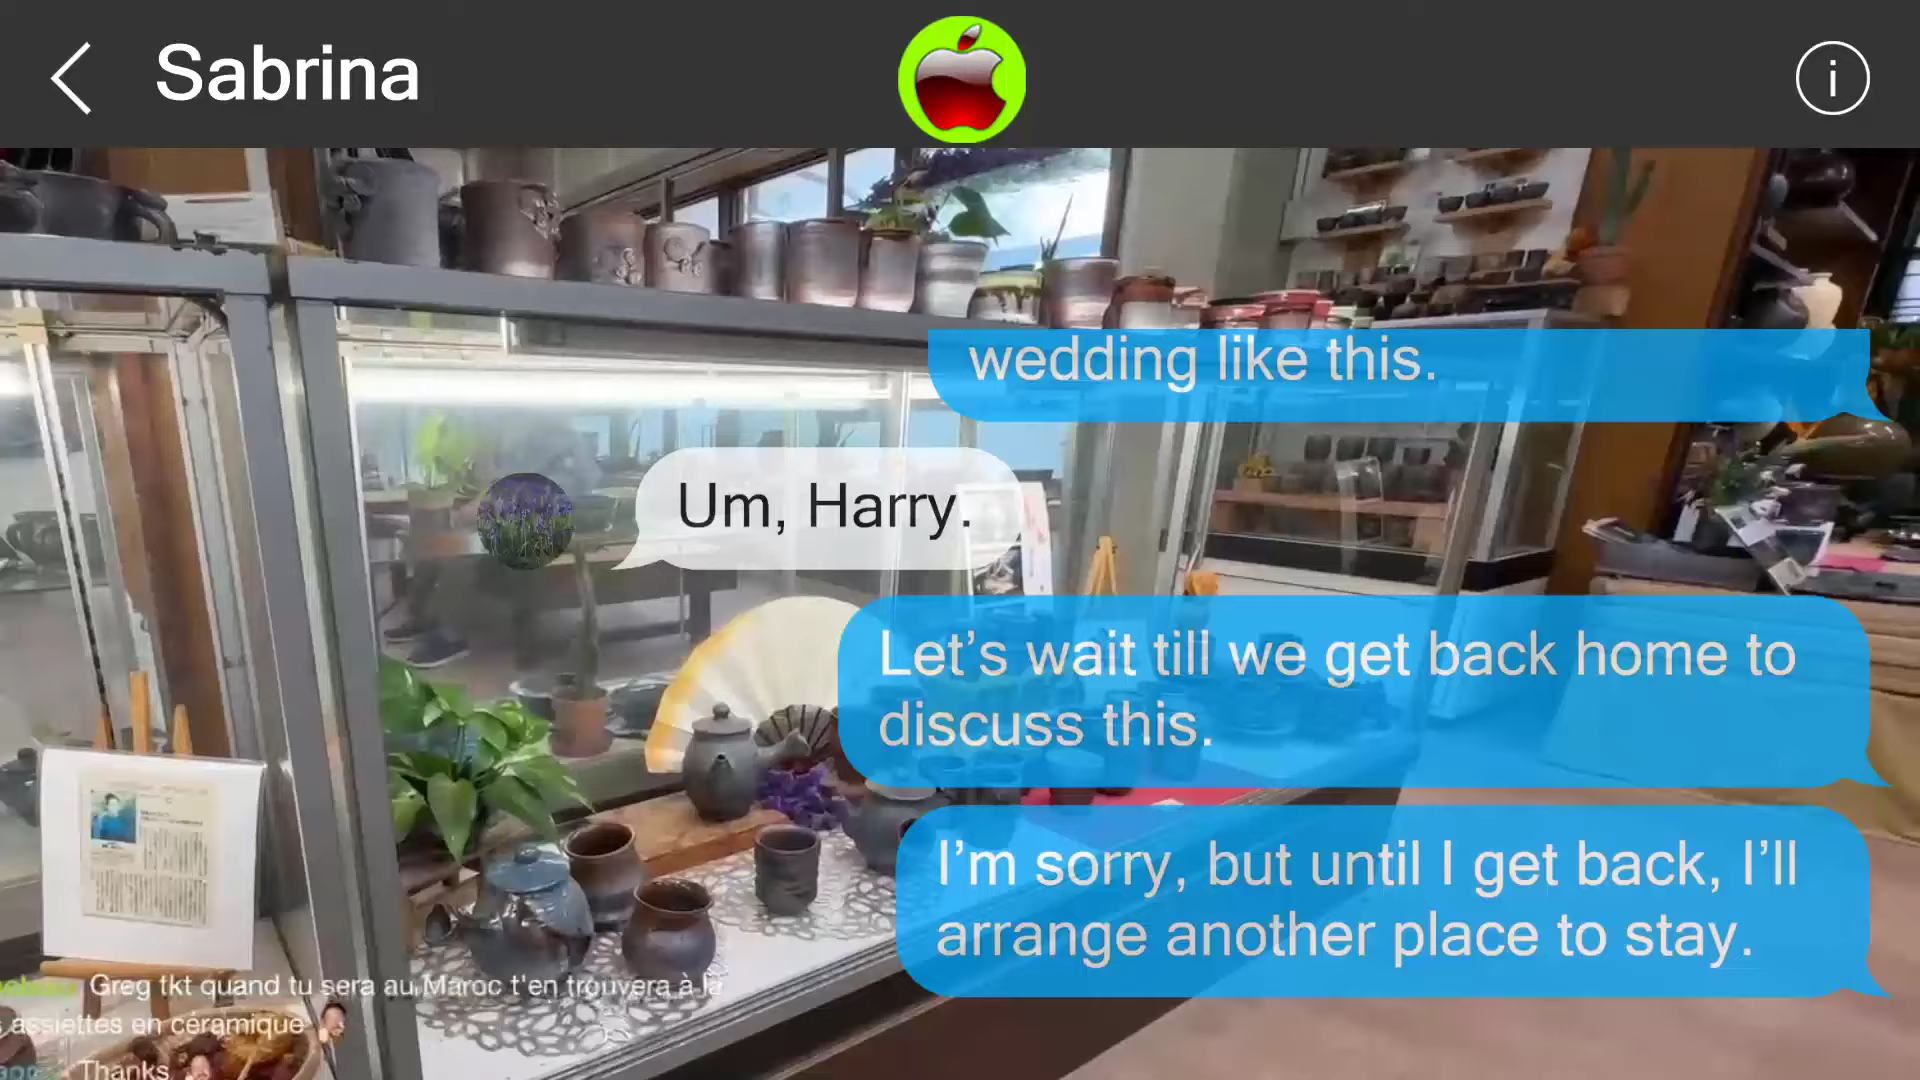 Sabrina
wedding like this.
Um, Harry.
Let’s wait till we get back home to
discuss this.
I’m sorry, but until I get back, I’ll
arrange another place to stay.
Greg tkt quand tu sera au Maroc t'en trouvera à la
assiettes en céramique
Thanks